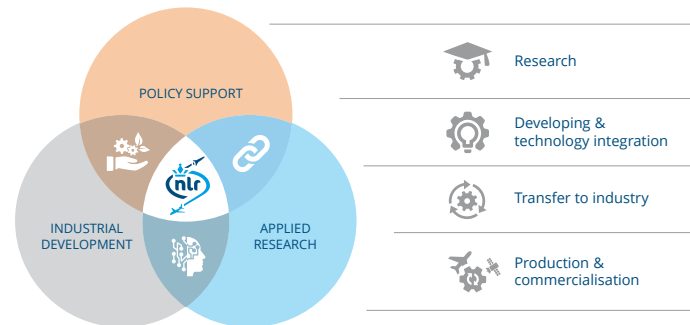 POLICY SUPPORT
nlr
INDUSTRIAL
DEVELOPMENT
APPLIED
RESEARCH
Research
Developing &
technology integration
Transfer to industry
Production &
commercialisation